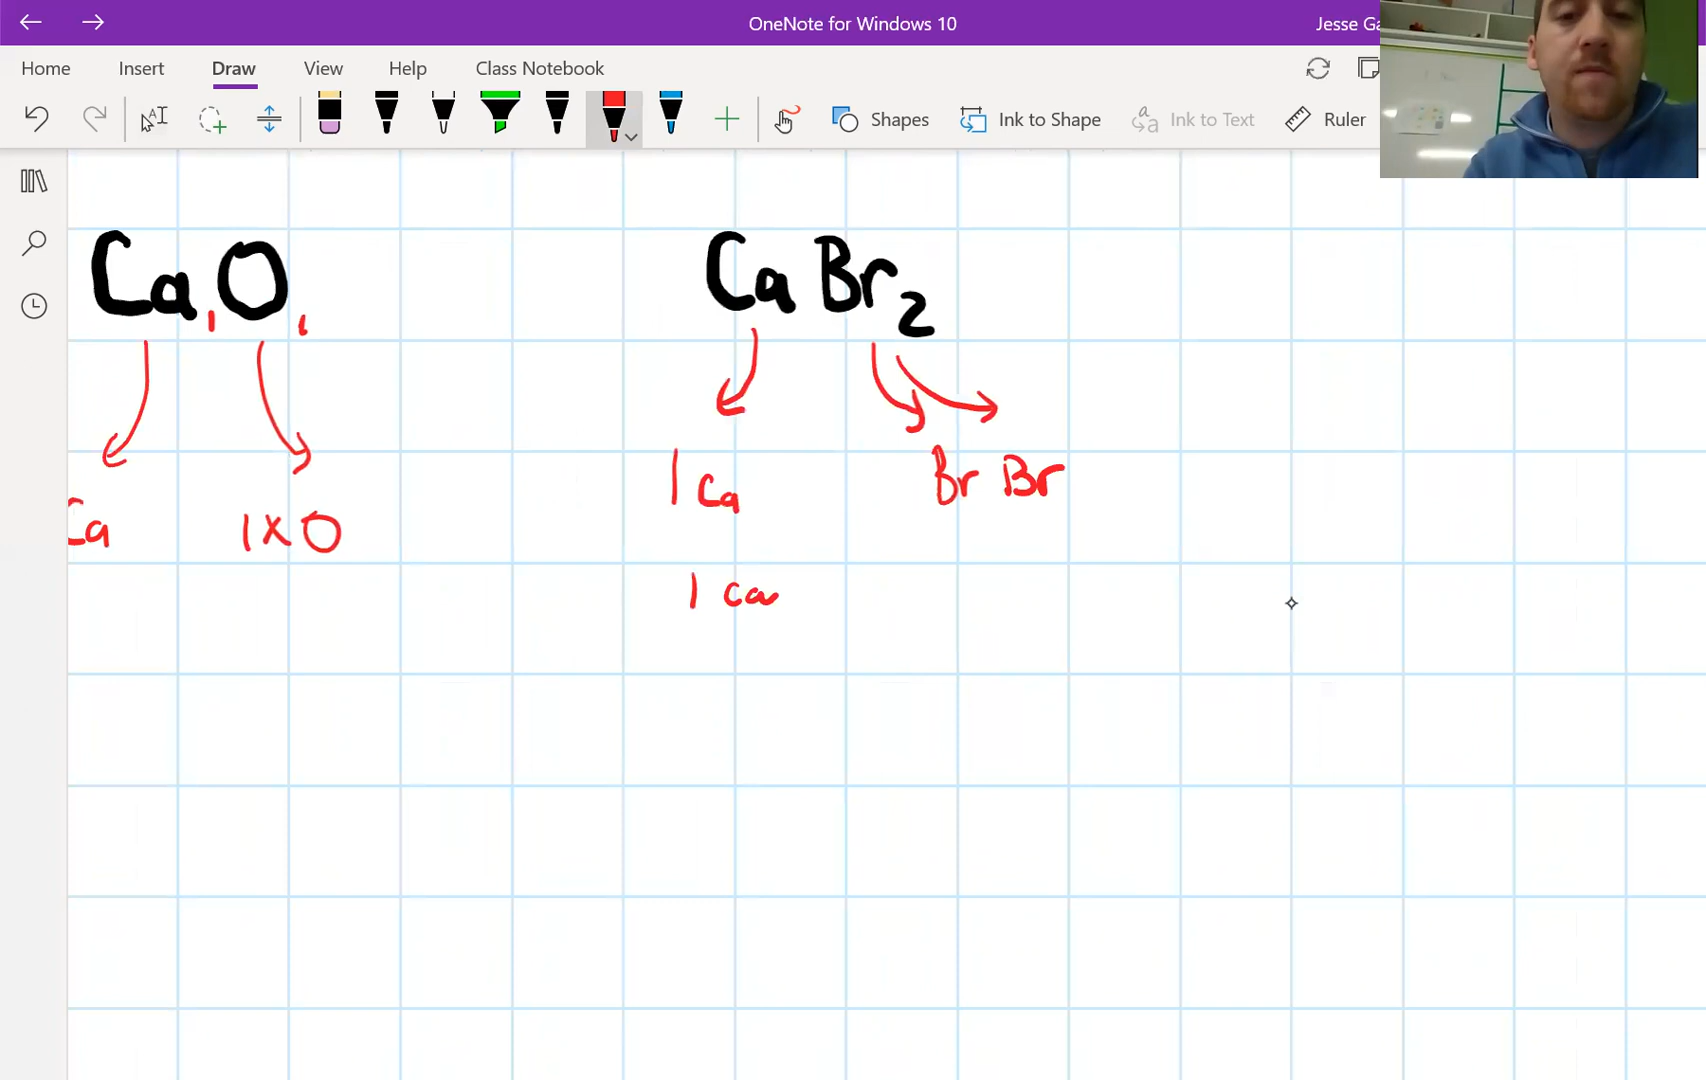 OneNote for Windows 10
Jesse Ga
Home Insert Draw View Help Class Notebook
Shapes Ink to Shape Ink to Text Ruler
Ca₁O₁
CaBr₂
Ca 1 X O
1 Ca Br Br
1 Ca